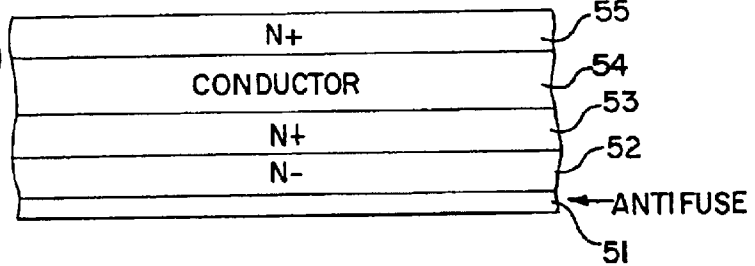 55
N+
54
CONDUCTOR
53
N+
52
N-
ANTIFUSE
51